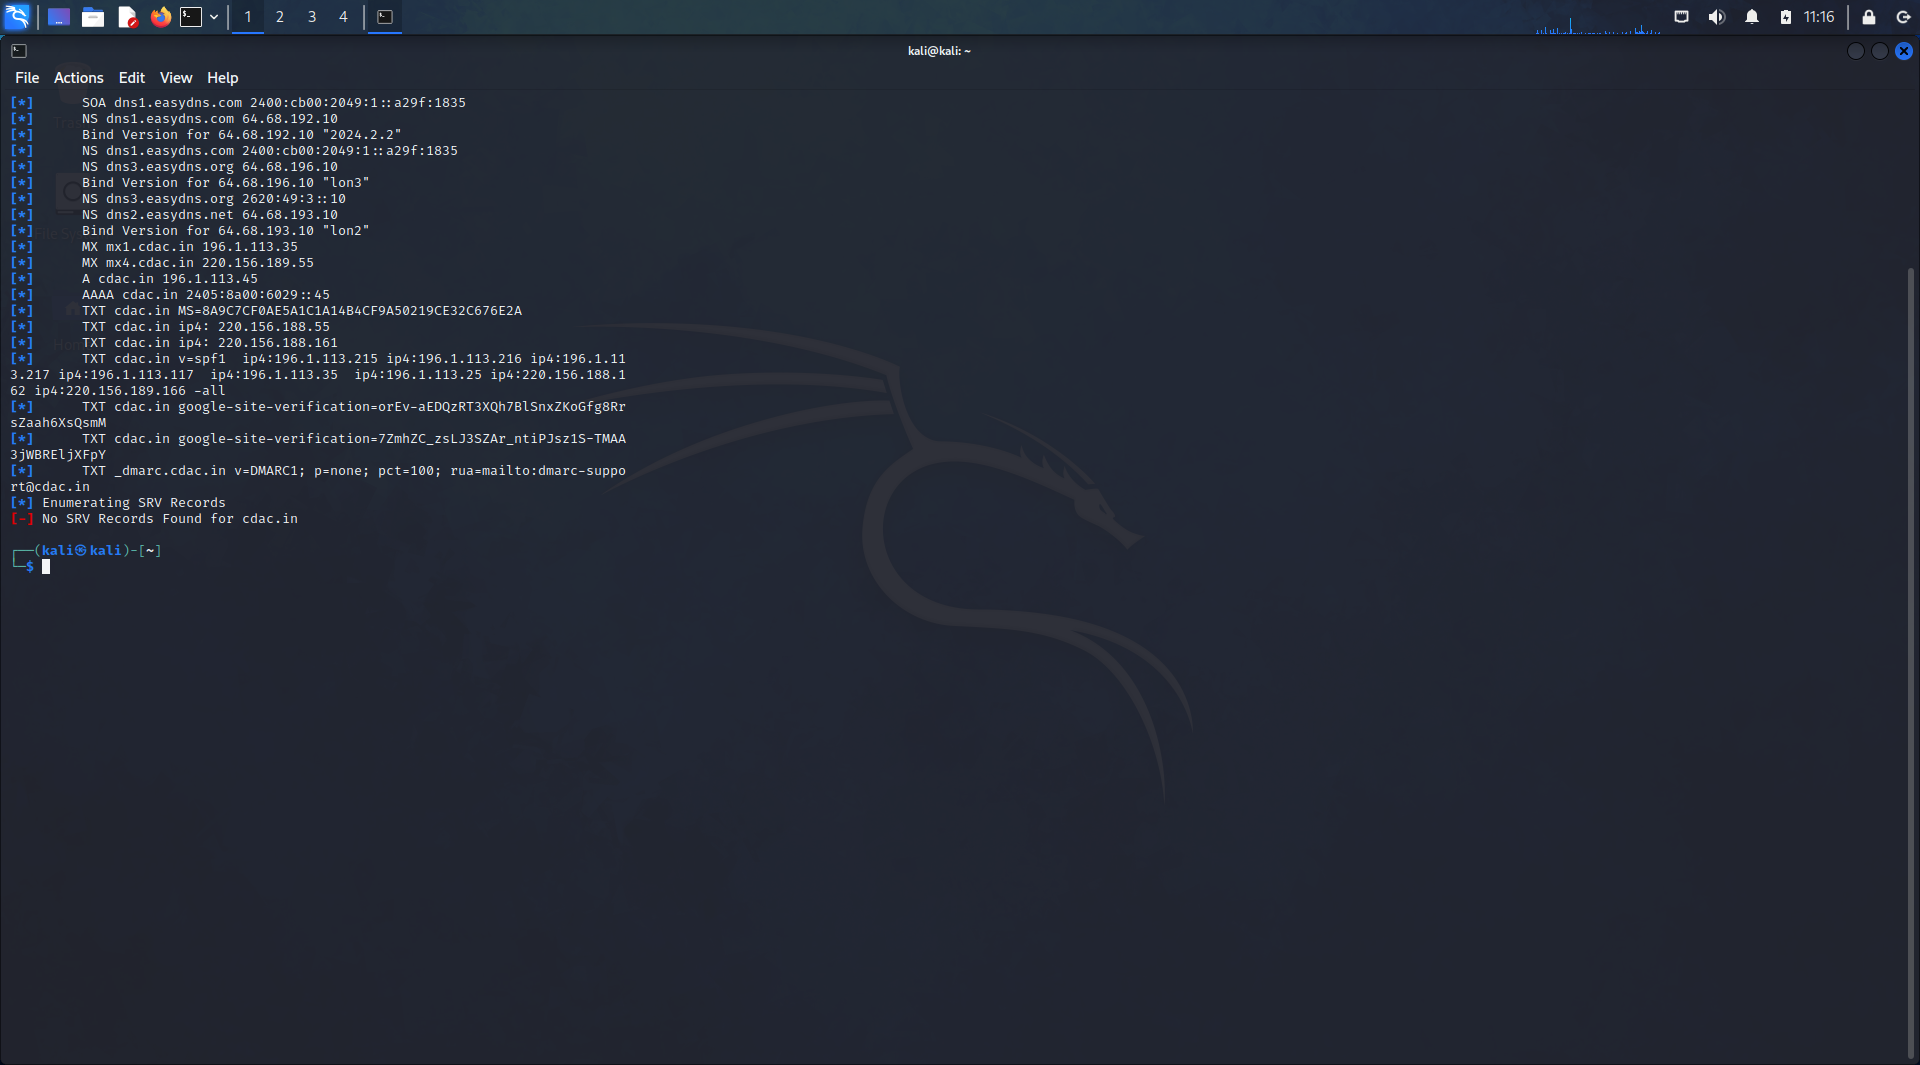 1 2 3 4 11:16
kali@kali: ~
File Actions Edit View Help
[*] SOA dns1.easydns.com 2400:cb00:2049:1::a29f:1835
[*] NS dns1.easydns.com 64.68.192.10
[*] Bind Version for 64.68.192.10 "2024.2.2"
[*] NS dns1.easydns.com 2400:cb00:2049:1::a29f:1835
[*] NS dns3.easydns.org 64.68.196.10
[*] Bind Version for 64.68.196.10 "lon3"
[*] NS dns3.easydns.org 2620:49:3::10
[*] NS dns2.easydns.net 64.68.193.10
[*] Bind Version for 64.68.193.10 "lon2"
[*] MX mx1.cdac.in 196.1.113.35
[*] MX mx4.cdac.in 220.156.189.55
[*] A cdac.in 196.1.113.45
[*] AAAA cdac.in 2405:8a00:6029::45
[*] TXT cdac.in MS=8A9C7CF0AE5A1C1A14B4CF9A50219CE32C676E2A
[*] TXT cdac.in ip4: 220.156.188.55
[*] TXT cdac.in ip4: 220.156.188.161
[*] TXT cdac.in v=spf1  ip4:196.1.113.215 ip4:196.1.113.216 ip4:196.1.11
3.217 ip4:196.1.113.117  ip4:196.1.113.35  ip4:196.1.113.25 ip4:220.156.188.1
62 ip4:220.156.189.166 -all
[*] TXT cdac.in google-site-verification=orEv-aEDQzRT3XQh7BlSnxZKoGfg8Rr
sZaah6XsQsmM
[*] TXT cdac.in google-site-verification=7ZmhZC_zsLJ3SZAr_ntiPJsz1S-TMAA
3jWBREljXFpY
[*] TXT _dmarc.cdac.in v=DMARC1; p=none; pct=100; rua=mailto:dmarc-suppo
rt@cdac.in
[*] Enumerating SRV Records
[-] No SRV Records Found for cdac.in
┌──(kali㉿kali)-[~]
└─$